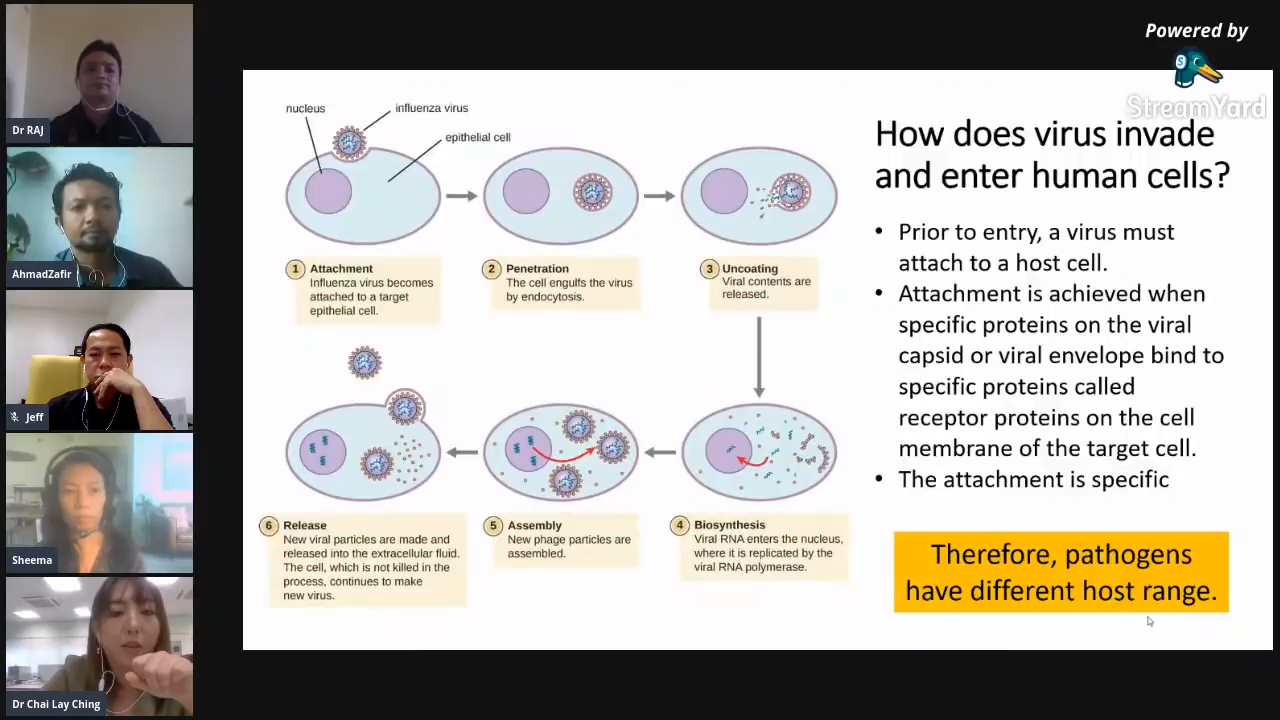 Powered by
StreamYard
Dr RAJ
AhmadZafir
Jeff
Sheema
Dr Chai Lay Ching
nucleus
influenza virus
epithelial cell
1 Attachment
Influenza virus becomes
attached to a target
epithelial cell.
2 Penetration
The cell engulfs the virus
by endocytosis.
3 Uncoating
Viral contents are
released.
6 Release
New viral particles are made and
released into the extracellular fluid.
The cell, which is not killed in the
process, continues to make
new virus.
5 Assembly
New phage particles are
assembled.
4 Biosynthesis
Viral RNA enters the nucleus,
where it is replicated by the
viral RNA polymerase.
How does virus invade
and enter human cells?
• Prior to entry, a virus must
attach to a host cell.
• Attachment is achieved when
specific proteins on the viral
capsid or viral envelope bind to
specific proteins called
receptor proteins on the cell
membrane of the target cell.
• The attachment is specific
Therefore, pathogens
have different host range.